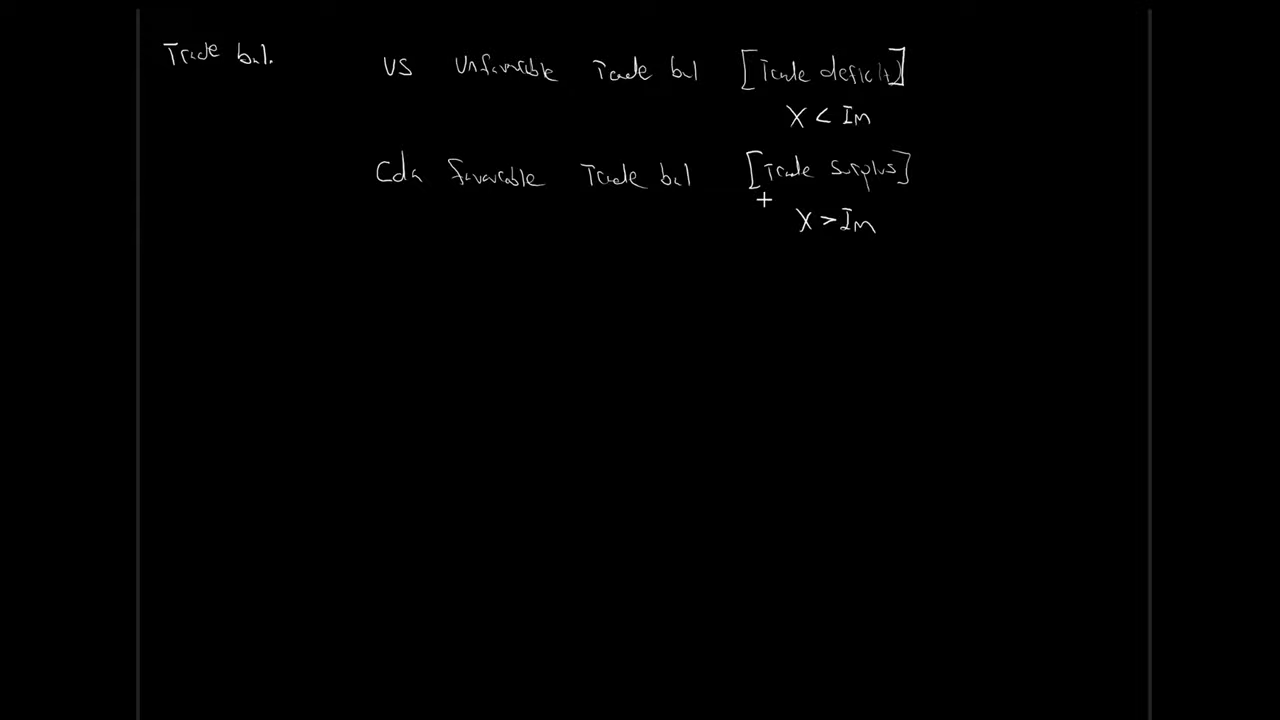 Trade bal.
US Unfavorable Trade bal [Trade deficit]
X < Im
Cda favorable Trade bal [Trade surplus]
X > Im